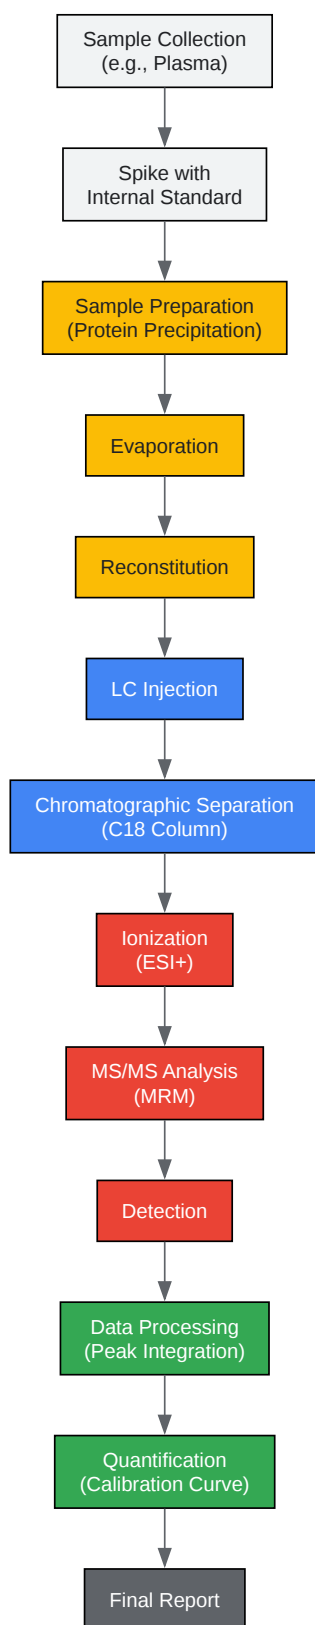 Sample Collection
(e.g., Plasma)
Spike with
Internal Standard
Sample Preparation
(Protein Precipitation)
Evaporation
Reconstitution
LC Injection
Chromatographic Separation
(C18 Column)
Ionization
(ESI+)
MS/MS Analysis
(MRM)
Detection
Data Processing
(Peak Integration)
Quantification
(Calibration Curve)
Final Report